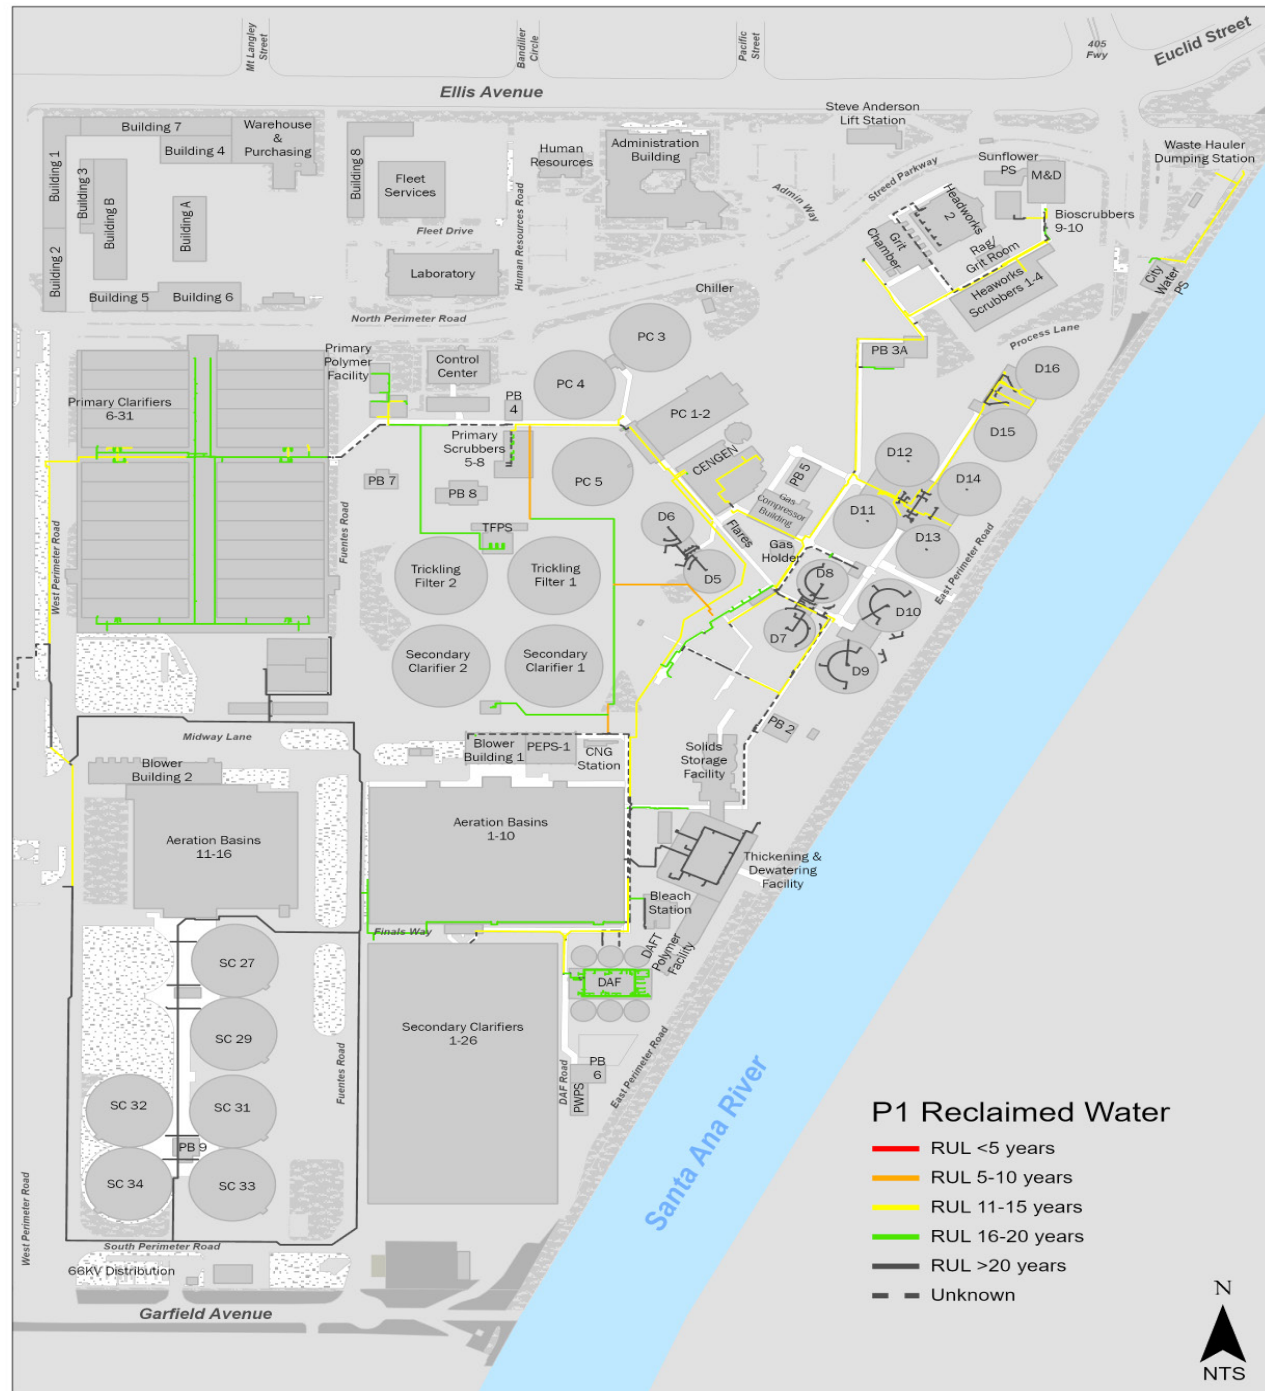 Mt Langley
Street
Bandilier
Circle
Pacific
Street
405
Fwy
Euclid Street
Ellis Avenue
Steve Anderson
Lift Station
Building 7
Warehouse
&
Purchasing
Building 4
Building 1
Building 3
Building B
Building A
Building 2
Building 5
Building 6
Building 8
Fleet
Services
Fleet Drive
Laboratory
Human Resources Road
Human
Resources
Administration
Building
Admin Way
Streed Parkway
Sunflower
PS
M&D
Waste Hauler
Dumping Station
Headworks
2
Bioscrubbers
9-10
Grit
Chamber
Rag/
Grit Room
Heaworks
Scrubbers 1-4
City
Water
PS
Chiller
North Perimeter Road
Process Lane
Primary
Polymer
Facility
Control
Center
PC 3
PC 4
PB
4
PC 1-2
PB 3A
D16
D15
Primary Clarifiers
6-31
Primary
Scrubbers
5-8
PC 5
CENGEN
PB 5
Gas
Compressor
Building
D12
D14
D11
D13
PB 7
PB 8
TFPS
D6
Flares
Gas
Holder
D5
D8
D10
D7
D9
East Perimeter Road
West Perimeter Road
Fuentes Road
Trickling
Filter 2
Trickling
Filter 1
Secondary
Clarifier 2
Secondary
Clarifier 1
PB 2
Midway Lane
Blower
Building 2
Blower
Building 1
PEPS-1
CNG
Station
Solids
Storage
Facility
Aeration Basins
11-16
Aeration Basins
1-10
Thickening &
Dewatering
Facility
Bleach
Station
Finals Way
DAFT
Polymer
Facility
DAF
SC 27
SC 29
SC 32
SC 31
PB 9
SC 34
SC 33
Fuentes Road
Secondary Clarifiers
1-26
DAF Road
PB
6
PWPS
East Perimeter Road
Santa Ana River
West Perimeter Road
South Perimeter Road
66KV Distribution
Garfield Avenue
P1 Reclaimed Water
RUL <5 years
RUL 5-10 years
RUL 11-15 years
RUL 16-20 years
RUL >20 years
Unknown
N
NTS